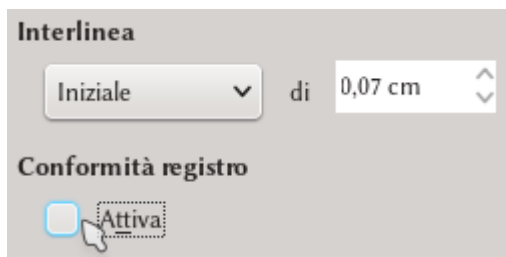 Interlinea
Iniziale di 0,07 cm
Conformità registro
Attiva